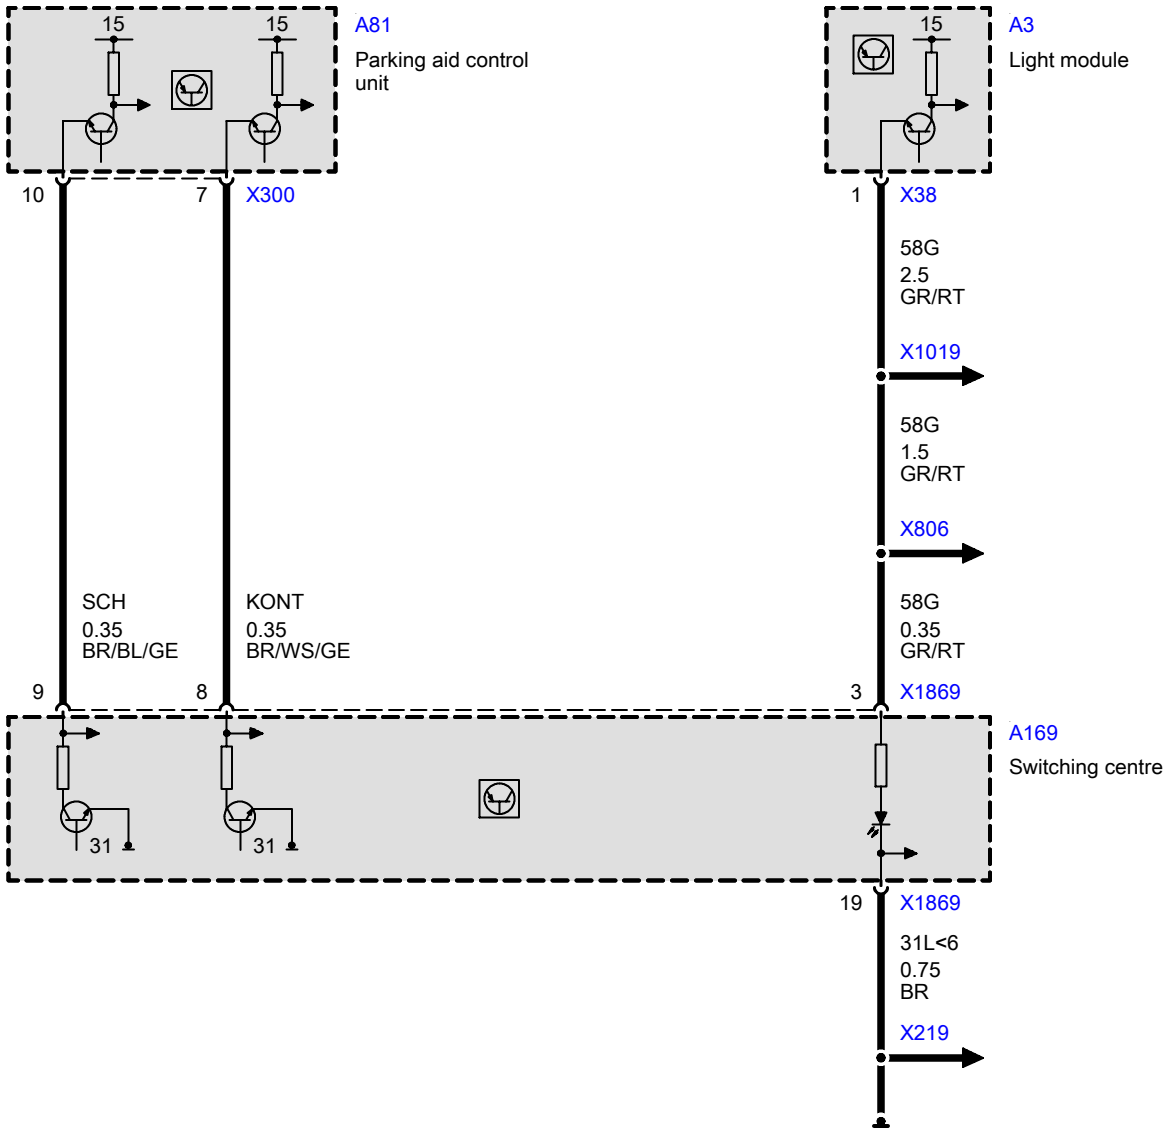 15
15
A81
Parking aid control
unit
15
A3
Light module
10
7
X300
1
X38
58G
2.5
GR/RT
X1019
58G
1.5
GR/RT
X806
SCH
0.35
BR/BL/GE
KONT
0.35
BR/WS/GE
58G
0.35
GR/RT
9
8
3
X1869
A169
Switching centre
31
31
19
X1869
31L<6
0.75
BR
X219